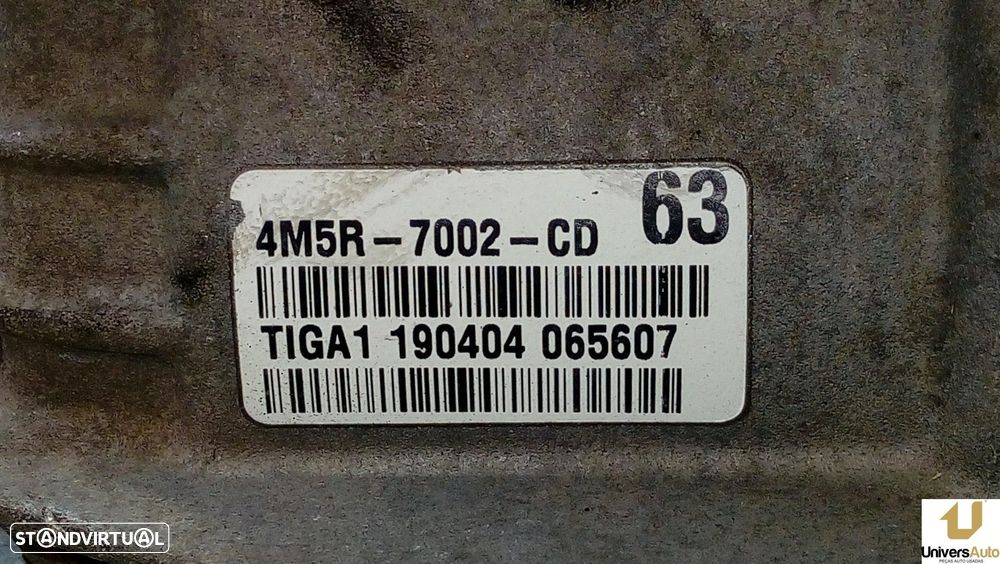 63
4M5R-7002-CD
TIGA1 190404 065607
STANDVIRTUAL
UniversAuto
PEÇAS AUTO USADAS